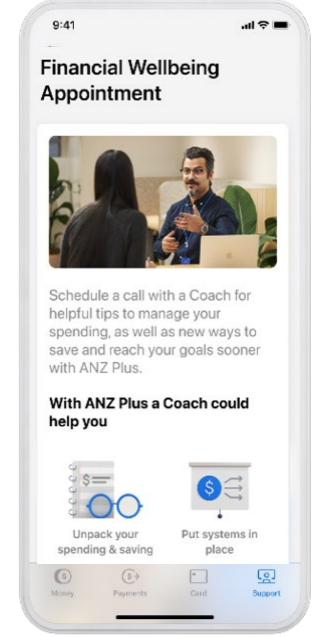 9:41
Financial Wellbeing
Appointment
Schedule a call with a Coach for
helpful tips to manage your
spending, as well as new ways to
save and reach your goals sooner
with ANZ Plus.
With ANZ Plus a Coach could
help you
$
$
Unpack your
spending & saving
Put systems in
place
$
$
Money
Payments
Card
Support